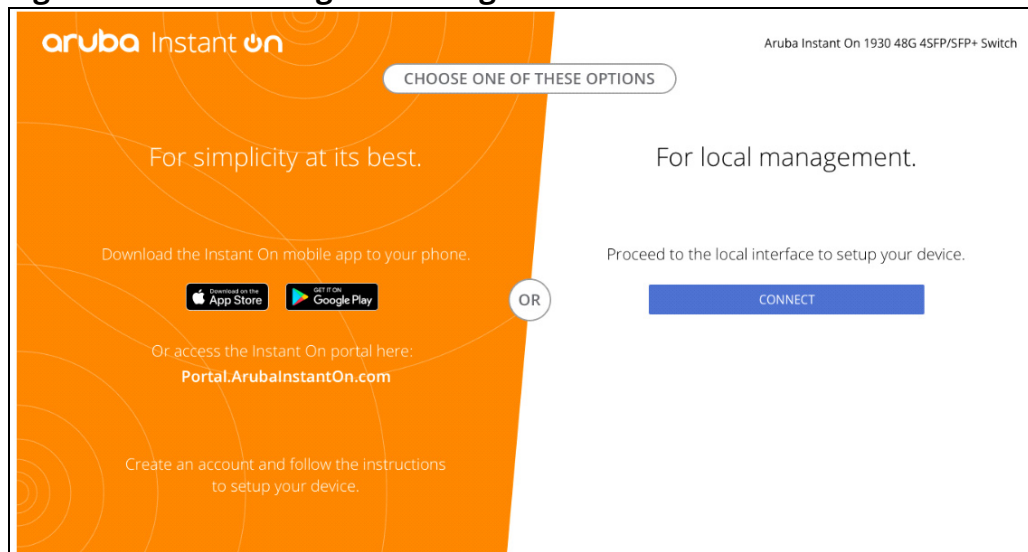 aruba Instant on
Aruba Instant On 1930 48G 4SFP/SFP+ Switch
CHOOSE ONE OF THESE OPTIONS
For simplicity at its best.
Download the Instant On mobile app to your phone.
Download on the
App Store
GET IT ON
Google Play
Or access the Instant On portal here:
Portal.ArubaInstantOn.com
Create an account and follow the instructions
to setup your device.
OR
For local management.
Proceed to the local interface to setup your device.
CONNECT